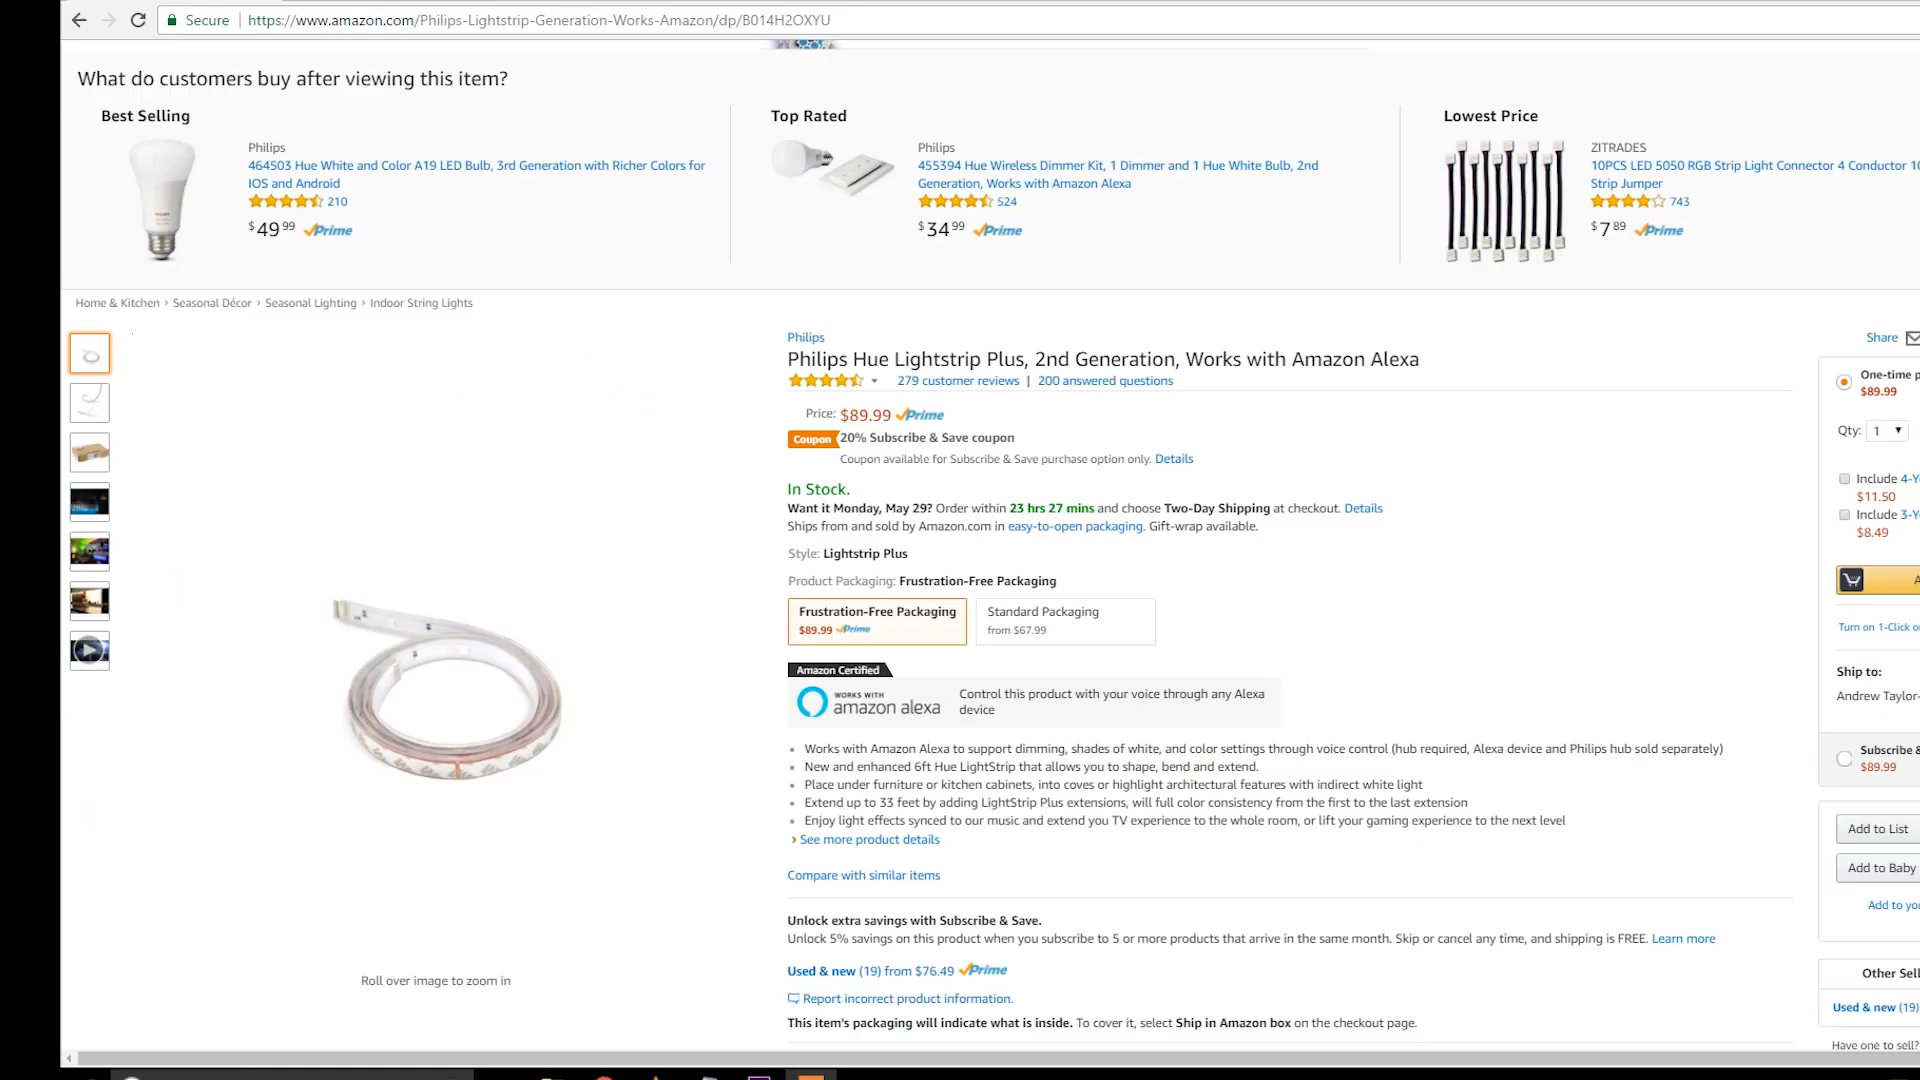 Secure https://www.amazon.com/Philips-Lightstrip-Generation-Works-Amazon/dp/B014H2OXYU
What do customers buy after viewing this item?
Best Selling
Philips
464503 Hue White and Color A19 LED Bulb, 3rd Generation with Richer Colors for
IOS and Android
210
$49 99 Prime
Top Rated
Philips
455394 Hue Wireless Dimmer Kit, 1 Dimmer and 1 Hue White Bulb, 2nd
Generation, Works with Amazon Alexa
524
$34 99 Prime
Lowest Price
ZITRADES
10PCS LED 5050 RGB Strip Light Connector 4 Conductor
Strip Jumper
743
$7 89 Prime
Home & Kitchen › Seasonal Décor › Seasonal Lighting › Indoor String Lights
Roll over image to zoom in
Philips
Philips Hue Lightstrip Plus, 2nd Generation, Works with Amazon Alexa
279 customer reviews | 200 answered questions
Price: $89.99 Prime
Coupon 20% Subscribe & Save coupon
Coupon available for Subscribe & Save purchase option only. Details
In Stock.
Want it Monday, May 29? Order within 23 hrs 27 mins and choose Two-Day Shipping at checkout. Details
Ships from and sold by Amazon.com in easy-to-open packaging. Gift-wrap available.
Style: Lightstrip Plus
Product Packaging: Frustration-Free Packaging
Frustration-Free Packaging
$89.99 Prime
Standard Packaging
from $67.99
Amazon Certified
WORKS WITH
amazon alexa
Control this product with your voice through any Alexa
device
Works with Amazon Alexa to support dimming, shades of white, and color settings through voice control (hub required, Alexa device and Philips hub sold separately)
New and enhanced 6ft Hue LightStrip that allows you to shape, bend and extend.
Place under furniture or kitchen cabinets, into coves or highlight architectural features with indirect white light
Extend up to 33 feet by adding LightStrip Plus extensions, will full color consistency from the first to the last extension
Enjoy light effects synced to our music and extend you TV experience to the whole room, or lift your gaming experience to the next level
› See more product details
Compare with similar items
Unlock extra savings with Subscribe & Save.
Unlock 5% savings on this product when you subscribe to 5 or more products that arrive in the same month. Skip or cancel any time, and shipping is FREE. Learn more
Used & new (19) from $76.49 Prime
Report incorrect product information.
This item's packaging will indicate what is inside. To cover it, select Ship in Amazon box on the checkout page.
Share
One-time
$89.99
Qty: 1
Include
$11.50
Include
$8.49
Turn on 1-Click
Ship to:
Andrew Taylor-
Subscribe &
$89.99
Add to List
Add to Baby
Add to
Other
Used & new (19)
Have one to sell?